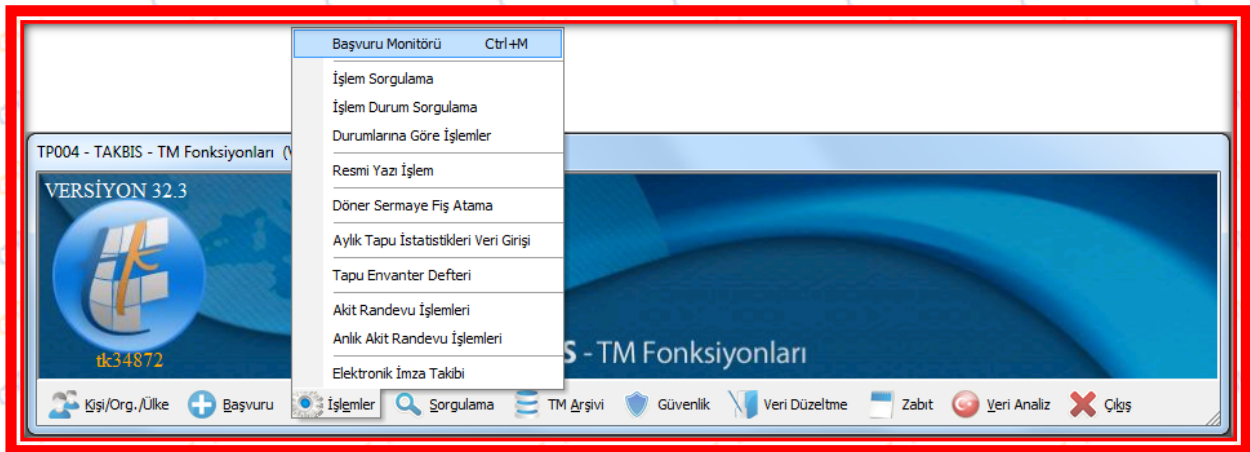 Başvuru Monitörü Ctrl+M
İşlem Sorgulama
İşlem Durum Sorgulama
Durumlarına Göre İşlemler
Resmi Yazı İşlem
Döner Sermaye Fiş Atama
Aylık Tapu İstatistikleri Veri Girişi
Tapu Envanter Defteri
Akit Randevu İşlemleri
Anlık Akit Randevu İşlemleri
Elektronik İmza Takibi
TP004 - TAKBIS - TM Fonksiyonları (
VERSİYON 32.3
tk34872
S - TM Fonksiyonları
Kişi/Org./Ülke Başvuru İşlemler Sorgulama TM Arşivi Güvenlik Veri Düzeltme Zabıt Veri Analiz Çıkış